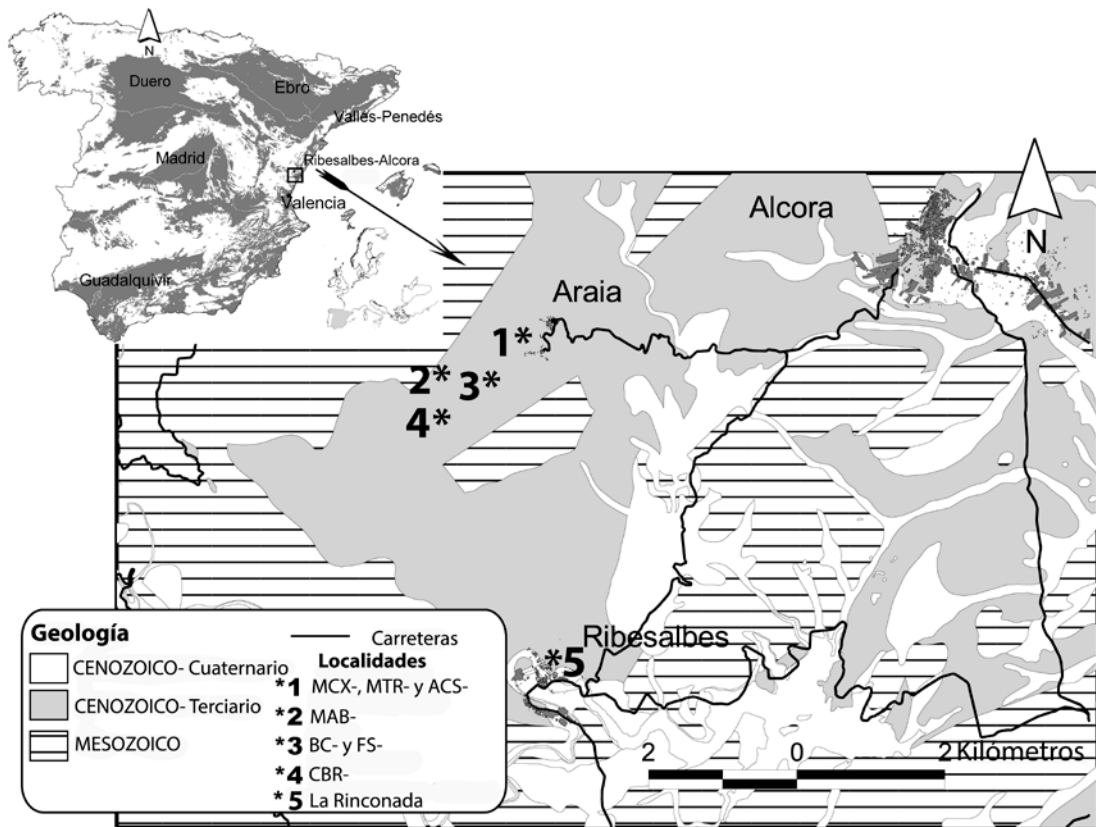 N
Duero
Ebro
Vallés-Penedés
Madrid
Ribesalbes-Alcora
Valencia
Guadalquivir
Alcora
N
Araia
1*
2*
3*
4*
Ribesalbes
*5
Geología
CENOZOICO- Cuaternario
CENOZOICO- Terciario
MESOZOICO
Carreteras
Localidades
*1 MCX-, MTR- y ACS-
*2 MAB-
*3 BC- y FS-
*4 CBR-
*5 La Rinconada
2 0 2 Kilómetros